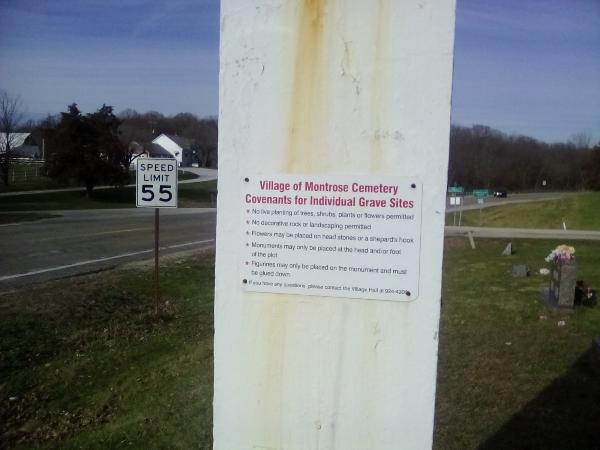 SPEED
LIMIT
55
Village of Montrose Cemetery
Covenants for Individual Grave Sites
★ No live planting of trees, shrubs, plants or flowers permitted
★ No decorative rock or landscaping permitted
★ Flowers may be placed on head stones or a shepard's hook
★ Monuments may only be placed at the head and/or foot
of the plot
★ Figurines may only be placed on the monument and must
be glued down
If you have any questions, please contact the Village Hall at